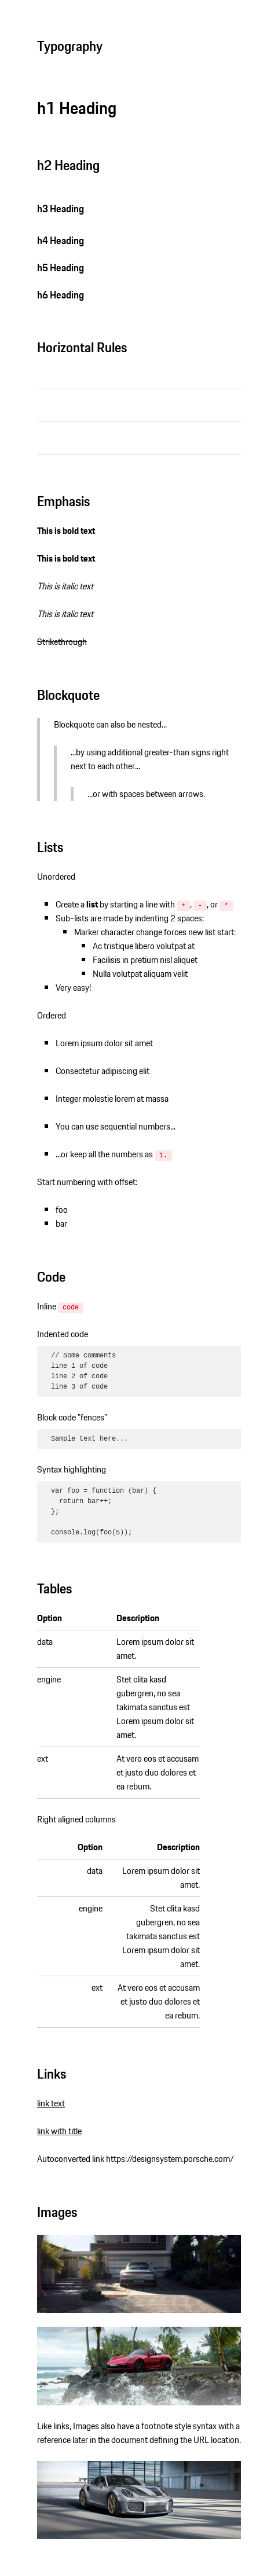 Typography
h1 Heading
h2 Heading
h3 Heading
h4 Heading
h5 Heading
h6 Heading
Horizontal Rules
Emphasis
This is bold text
This is bold text
This is italic text
This is italic text
Strikethrough
Blockquote
Blockquote can also be nested...
...by using additional greater-than signs right
next to each other...
...or with spaces between arrows.
Lists
Unordered
Create a list by starting a line with +, -, or *
Sub-lists are made by indenting 2 spaces:
Marker character change forces new list start:
Ac tristique libero volutpat at
Facilisis in pretium nisl aliquet
Nulla volutpat aliquam velit
Very easy!
Ordered
Lorem ipsum dolor sit amet
Consectetur adipiscing elit
Integer molestie lorem at massa
You can use sequential numbers...
...or keep all the numbers as 1.
Start numbering with offset:
foo
bar
Code
Inline code
Indented code
// Some comments
line 1 of code
line 2 of code
line 3 of code
Block code "fences"
Sample text here...
Syntax highlighting
var foo = function (bar) {
  return bar++;
};
console.log(foo(5));
Tables
Option Description
data Lorem ipsum dolor sit
amet.
engine Stet clita kasd
gubergren, no sea
takimata sanctus est
Lorem ipsum dolor sit
amet.
ext At vero eos et accusam
et justo duo dolores et
ea rebum.
Right aligned columns
Option Description
data Lorem ipsum dolor sit
amet.
engine Stet clita kasd
gubergren, no sea
takimata sanctus est
Lorem ipsum dolor sit
amet.
ext At vero eos et accusam
et justo duo dolores et
ea rebum.
Links
link text
link with title
Autoconverted link https://designsystem.porsche.com/
Images
Like links, Images also have a footnote style syntax with a
reference later in the document defining the URL location.